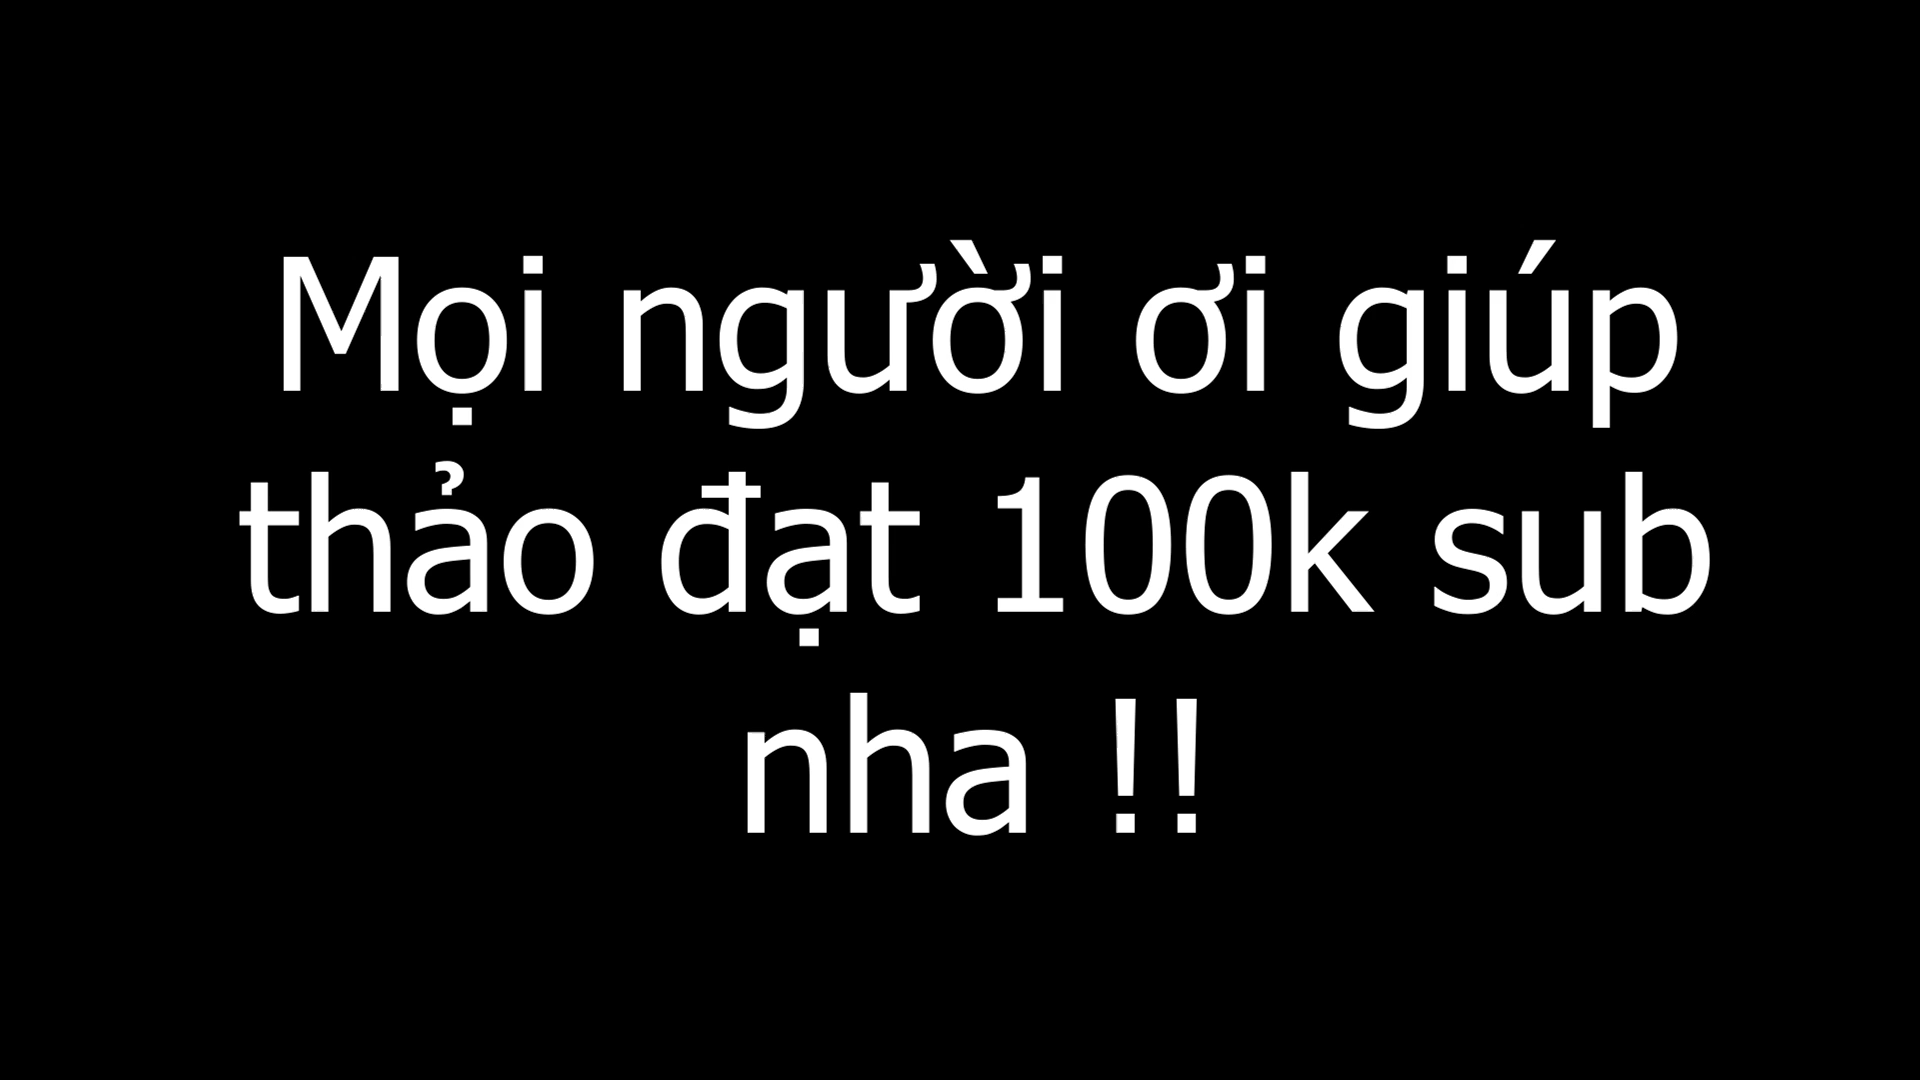 Mọi người ơi giúp
thảo đạt 100k sub
nha !!